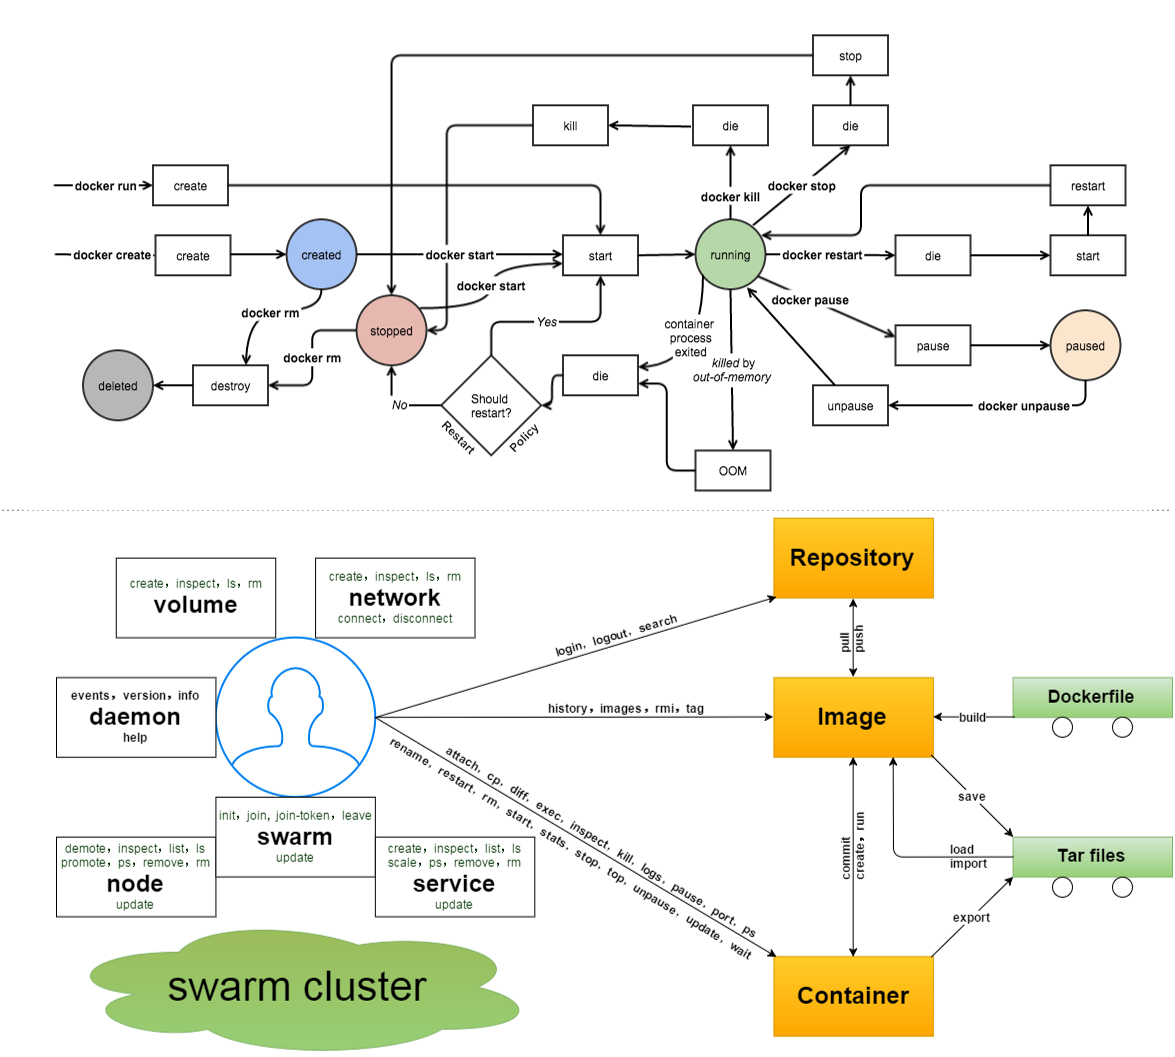 stop
kill
die
die
docker run
create
docker kill
docker stop
restart
docker create
create
created
docker start
start
running
docker restart
die
start
docker start
docker rm
docker pause
stopped
Yes
container
process
exited
pause
paused
docker rm
killed by
out-of-memory
deleted
destroy
die
No
Should
restart?
Restart
Policy
unpause
docker unpause
OOM
Repository
create, inspect, ls, rm
volume
create, inspect, ls, rm
network
connect, disconnect
login, logout, search
pull
push
events, version, info
daemon
help
history, images, rmi, tag
Image
build
Dockerfile
attach, cp, diff, exec, inspect, kill, logs, pause, port, ps
rename, restart, rm, start, stats, stop, top, unpause, update, wait
save
init, join, join-token, leave
swarm
update
demote, inspect, list, ls
promote, ps, remove, rm
node
update
create, inspect, list, ls
scale, ps, remove, rm
service
update
commit
create, run
load
import
Tar files
export
swarm cluster
Container